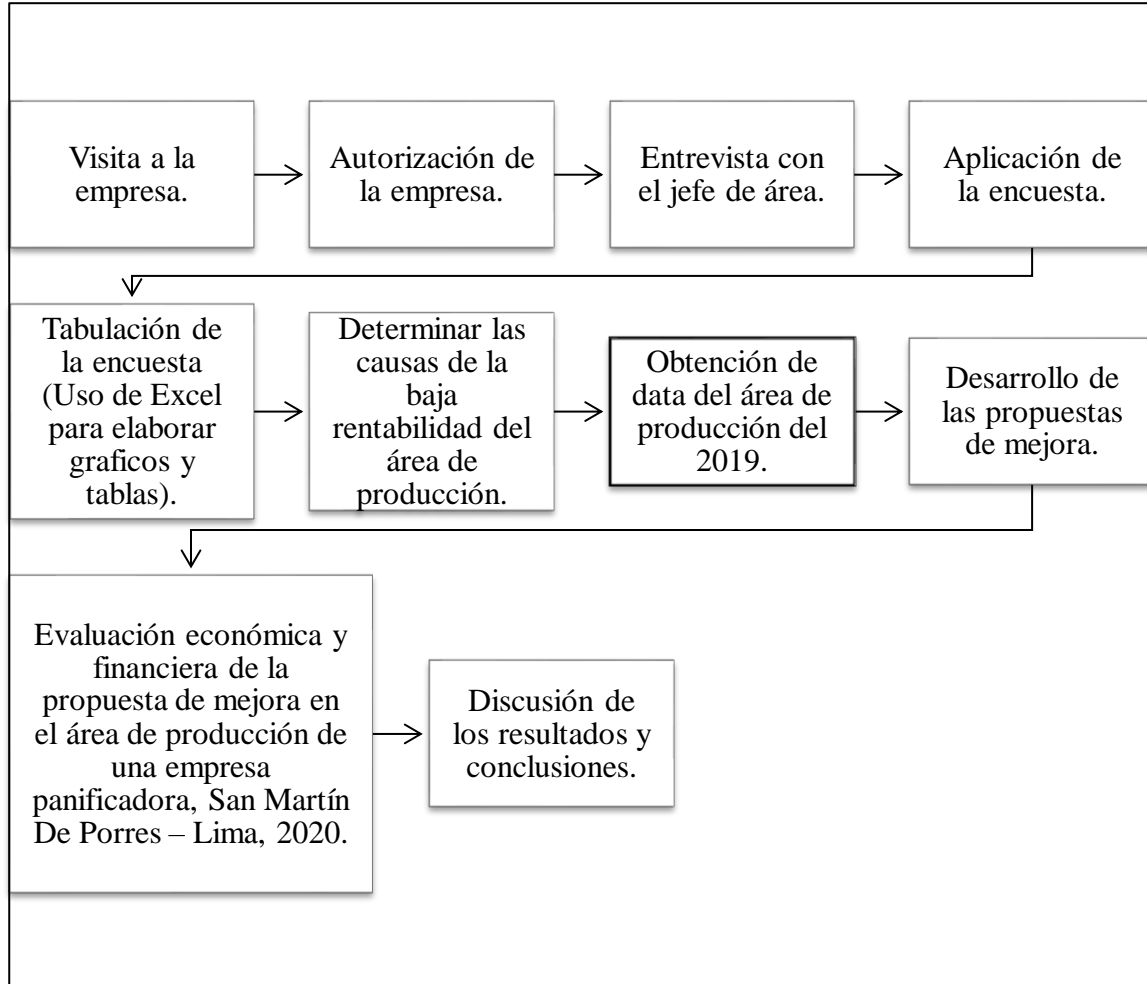 Visita a la
empresa.
Autorización de
la empresa.
Entrevista con
el jefe de área.
Aplicación de
la encuesta.
Tabulación de
la encuesta
(Uso de Excel
para elaborar
graficos y
tablas).
Determinar las
causas de la
baja
rentabilidad del
área de
producción.
Obtención de
data del área de
producción del
2019.
Desarrollo de
las propuestas
de mejora.
Evaluación económica y
financiera de la
propuesta de mejora en
el área de producción de
una empresa
panificadora, San Martín
De Porres – Lima, 2020.
Discusión de
los resultados y
conclusiones.